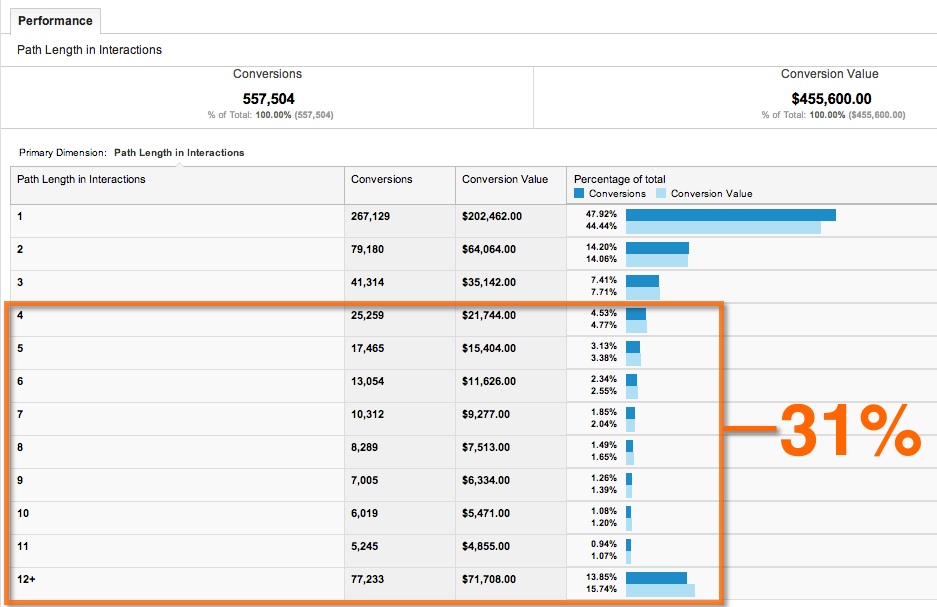 Performance
Path Length in Interactions
Conversions Conversion Value
557,504 $455,600.00
% of Total: 100.00% (557,504) % of Total: 100.00% ($455,600.00)
Primary Dimension: Path Length in Interactions
Path Length in Interactions Conversions Conversion Value Percentage of total
Conversions Conversion Value
1 267,129 $202,462.00 47.92%
44.44%
2 79,180 $64,064.00 14.20%
14.06%
3 41,314 $35,142.00 7.41%
7.71%
4 25,259 $21,744.00 4.53%
4.77%
5 17,465 $15,404.00 3.13%
3.38%
6 13,054 $11,626.00 2.34%
2.55%
7 10,312 $9,277.00 1.85%
2.04%
31%
8 8,289 $7,513.00 1.49%
1.65%
9 7,005 $6,334.00 1.26%
1.39%
10 6,019 $5,471.00 1.08%
1.20%
11 5,245 $4,855.00 0.94%
1.07%
12+ 77,233 $71,708.00 13.85%
15.74%